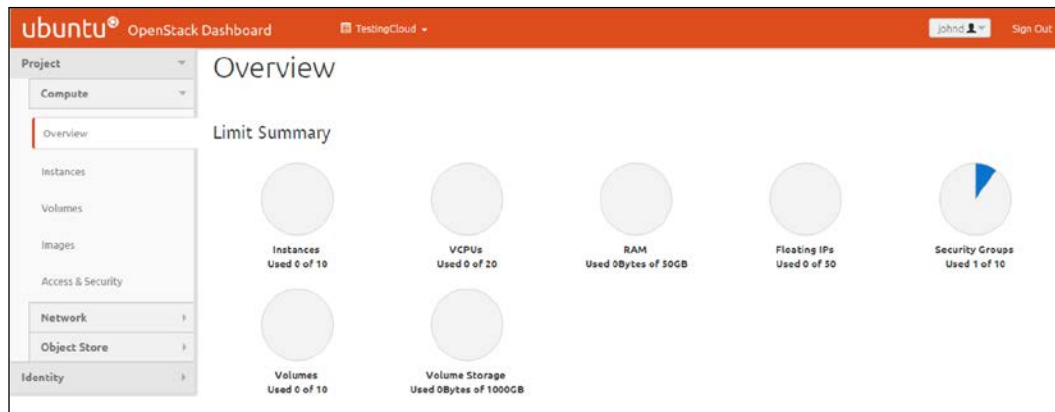 ubuntu® OpenStack Dashboard TestingCloud johnd Sign Out
Project
Compute
Overview
Instances
Volumes
Images
Access & Security
Network
Object Store
Identity
Overview
Limit Summary
Instances
Used 0 of 10
VCPUs
Used 0 of 20
RAM
Used 0Bytes of 50GB
Floating IPs
Used 0 of 50
Security Groups
Used 1 of 10
Volumes
Used 0 of 10
Volume Storage
Used 0Bytes of 1000GB